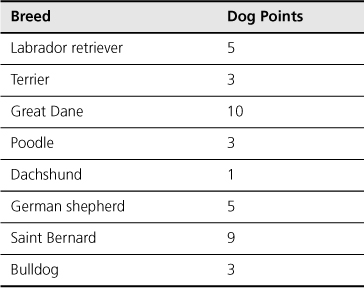 Breed Dog Points
Labrador retriever 5
Terrier 3
Great Dane 10
Poodle 3
Dachshund 1
German shepherd 5
Saint Bernard 9
Bulldog 3